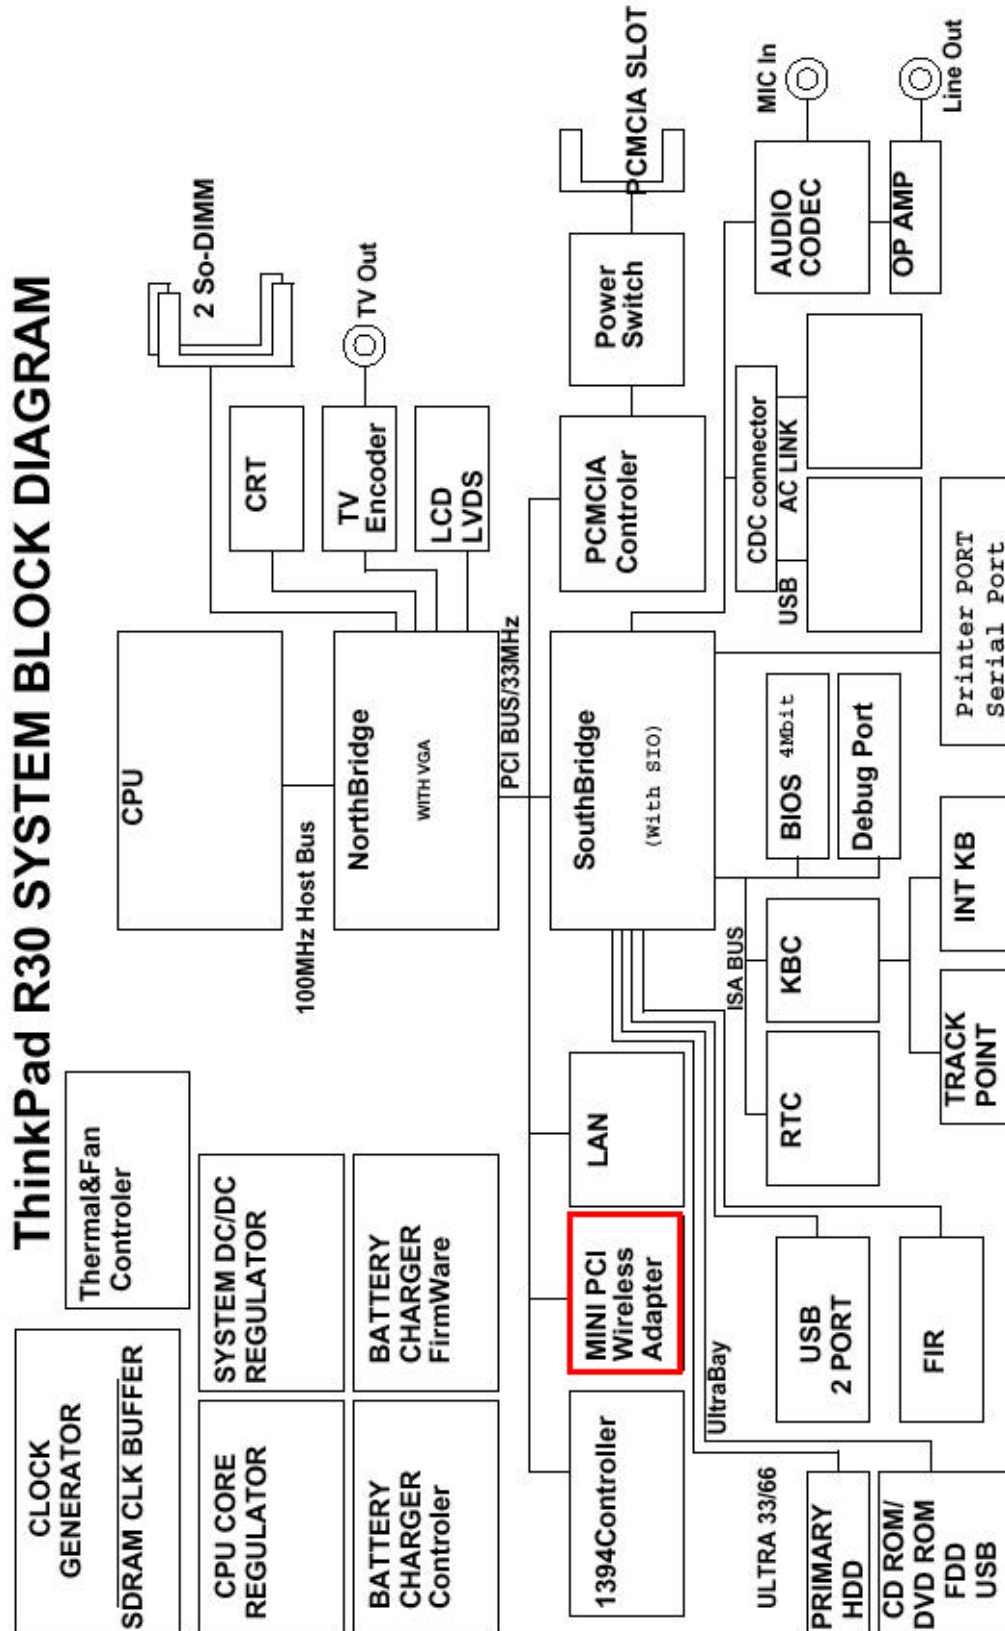 ThinkPad R30 SYSTEM BLOCK DIAGRAM
CLOCK
GENERATOR
SDRAM CLK BUFFER
Thermal&Fan
Controler
CPU
2 So-DIMM
CPU CORE
REGULATOR
SYSTEM DC/DC
REGULATOR
100MHz Host Bus
CRT
BATTERY
CHARGER
Controler
BATTERY
CHARGER
FirmWare
NorthBridge
WITH VGA
TV
Encoder
TV Out
LCD
LVDS
PCI BUS/33MHz
1394Controller
MINI PCI
Wireless
Adapter
LAN
SouthBridge
(With SIO)
PCMCIA
Controler
Power
Switch
PCMCIA SLOT
UltraBay
ISA BUS
ULTRA 33/66
USB
2 PORT
RTC
KBC
BIOS 4Mbit
USB
CDC connector
AC LINK
AUDIO
CODEC
MIC In
PRIMARY
HDD
FIR
Debug Port
OP AMP
Line Out
CD ROM/
DVD ROM
FDD
USB
TRACK
POINT
INT KB
Printer PORT
Serial Port